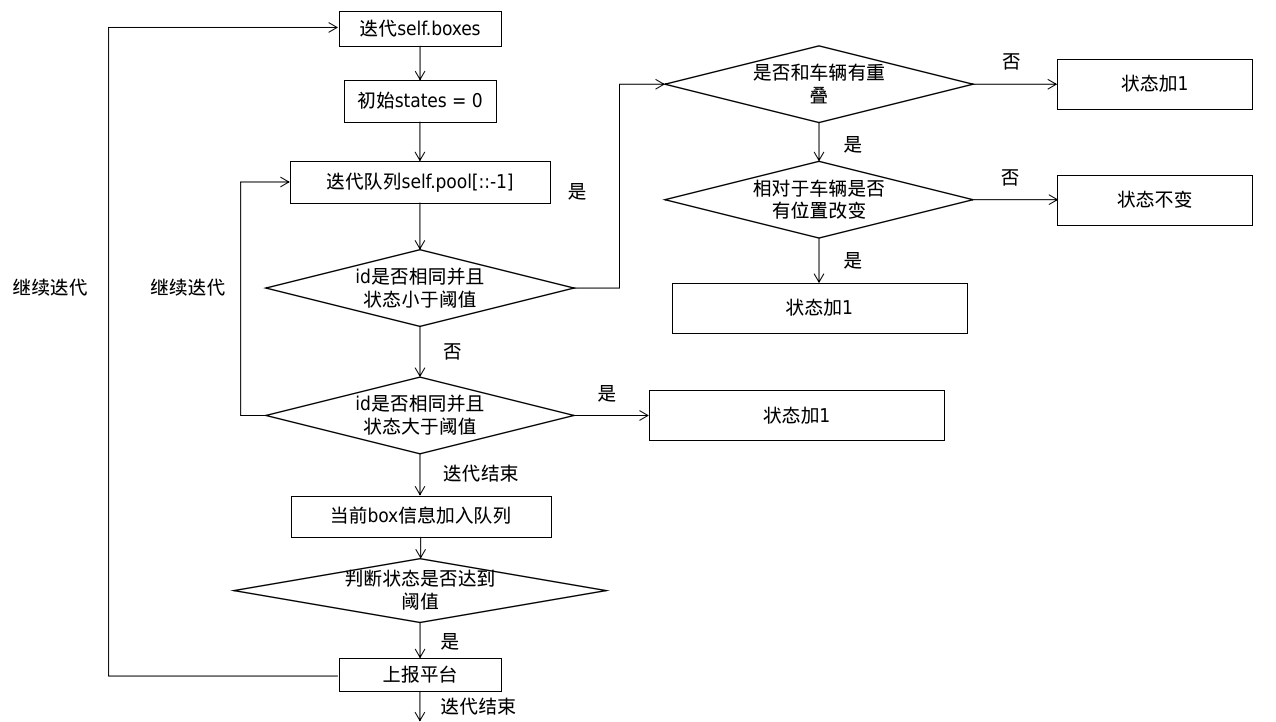 迭代self.boxes
初始states = 0
迭代队列self.pool[::-1]
是
继续迭代
继续迭代
id是否相同并且
状态小于阈值
否
id是否相同并且
状态大于阈值
是
状态加1
迭代结束
当前box信息加入队列
判断状态是否达到
阈值
是
上报平台
迭代结束
是否和车辆有重
叠
否
状态加1
是
相对于车辆是否
有位置改变
否
状态不变
是
状态加1